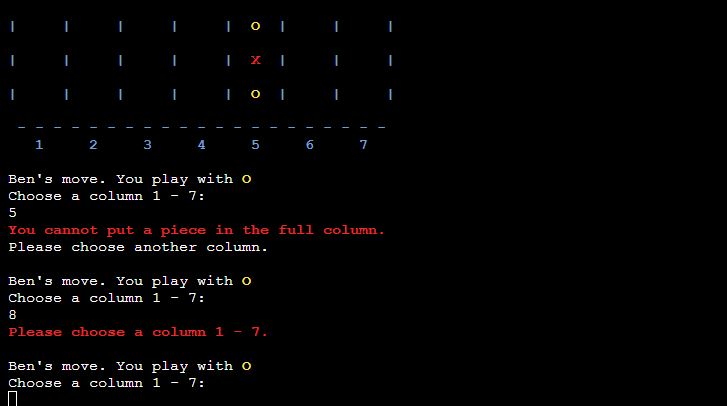 |     |     |     |     |  o  |     |     |
|     |     |     |     |  x  |     |     |
|     |     |     |     |  o  |     |     |
- - - - - - - - - - - - - - - - - - - - -
1     2     3     4     5     6     7
Ben's move. You play with O
Choose a column 1 - 7:
5
You cannot put a piece in the full column.
Please choose another column.
Ben's move. You play with O
Choose a column 1 - 7:
8
Please choose a column 1 - 7.
Ben's move. You play with O
Choose a column 1 - 7: